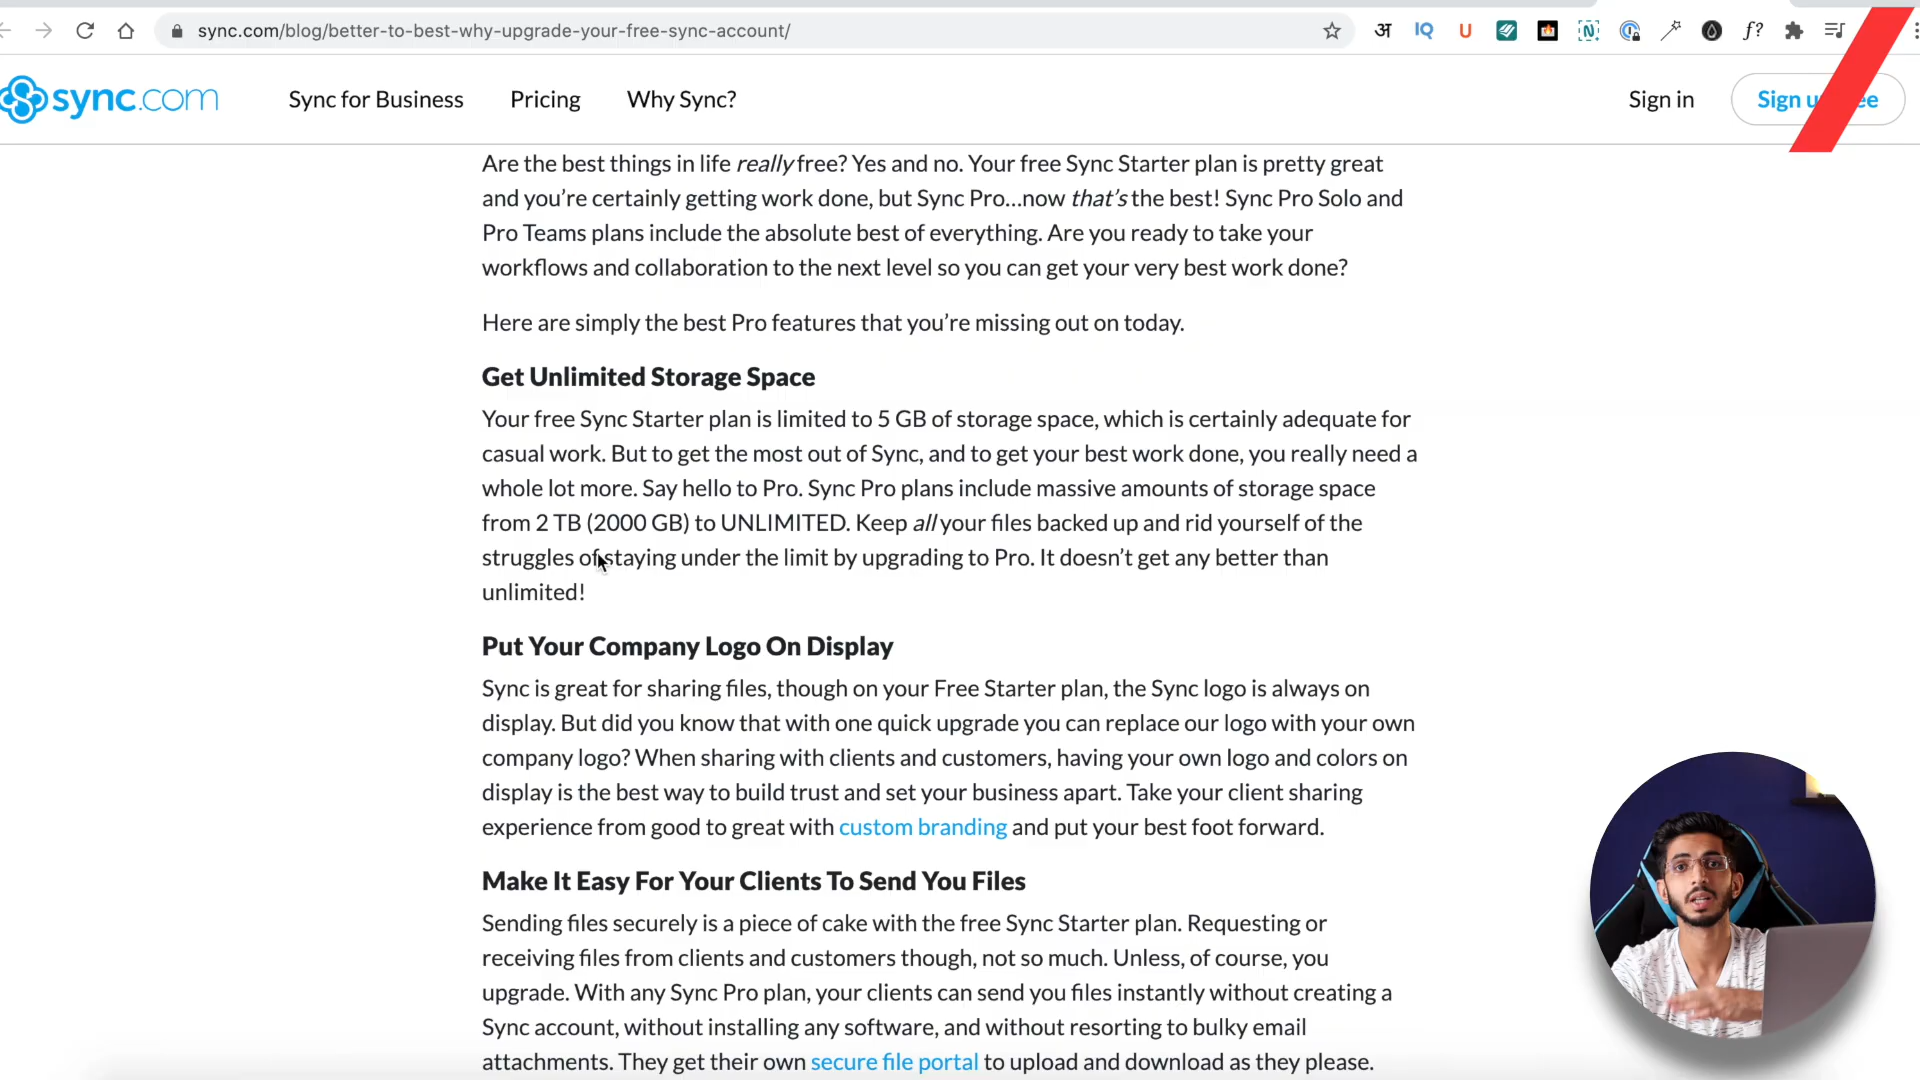 sync.com/blog/better-to-best-why-upgrade-your-free-sync-account/
अ
IQ
U
N
f?
sync.com
Sync for Business
Pricing
Why Sync?
Sign in
Sign u
ee
Are the best things in life really free? Yes and no. Your free Sync Starter plan is pretty great
and you’re certainly getting work done, but Sync Pro…now that’s the best! Sync Pro Solo and
Pro Teams plans include the absolute best of everything. Are you ready to take your
workflows and collaboration to the next level so you can get your very best work done?
Here are simply the best Pro features that you’re missing out on today.
Get Unlimited Storage Space
Your free Sync Starter plan is limited to 5 GB of storage space, which is certainly adequate for
casual work. But to get the most out of Sync, and to get your best work done, you really need a
whole lot more. Say hello to Pro. Sync Pro plans include massive amounts of storage space
from 2 TB (2000 GB) to UNLIMITED. Keep all your files backed up and rid yourself of the
struggles of staying under the limit by upgrading to Pro. It doesn’t get any better than
unlimited!
Put Your Company Logo On Display
Sync is great for sharing files, though on your Free Starter plan, the Sync logo is always on
display. But did you know that with one quick upgrade you can replace our logo with your own
company logo? When sharing with clients and customers, having your own logo and colors on
display is the best way to build trust and set your business apart. Take your client sharing
experience from good to great with custom branding and put your best foot forward.
Make It Easy For Your Clients To Send You Files
Sending files securely is a piece of cake with the free Sync Starter plan. Requesting or
receiving files from clients and customers though, not so much. Unless, of course, you
upgrade. With any Sync Pro plan, your clients can send you files instantly without creating a
Sync account, without installing any software, and without resorting to bulky email
attachments. They get their own secure file portal to upload and download as they please.